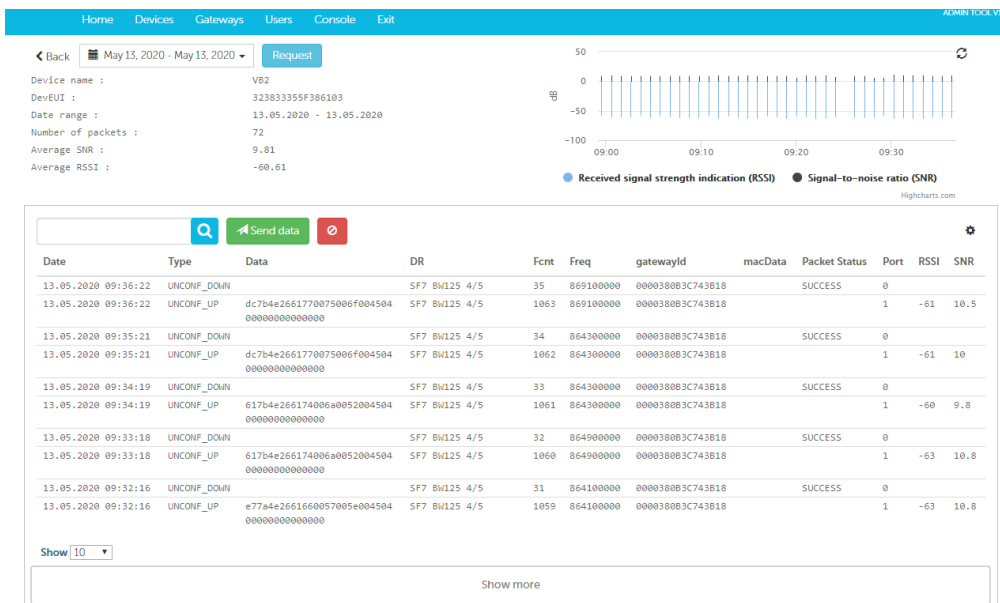 Home Devices Gateways Users Console Exit
ADMIN TOOL V
Back May 13, 2020 - May 13, 2020 Request
Device name : VB2
DevEUI : 323833355F386103
Date range : 13.05.2020 - 13.05.2020
Number of packets : 72
Average SNR : 9.81
Average RSSI : -60.61
50
0
-50
-100
dB
09:00 09:10 09:20 09:30
Received signal strength indication (RSSI) Signal-to-noise ratio (SNR)
Highcharts.com
Send data
Date Type Data DR Fcnt Freq gatewayId macData Packet Status Port RSSI SNR
13.05.2020 09:36:22 UNCONF_DOWN SF7 BW125 4/5 35 869100000 0000380B3C743B18 SUCCESS 0
13.05.2020 09:36:22 UNCONF_UP dc7b4e2661770075006f004504 SF7 BW125 4/5 1063 869100000 0000380B3C743B18 1 -61 10.5
00000000000000
13.05.2020 09:35:21 UNCONF_DOWN SF7 BW125 4/5 34 864300000 0000380B3C743B18 SUCCESS 0
13.05.2020 09:35:21 UNCONF_UP dc7b4e2661770075006f004504 SF7 BW125 4/5 1062 864300000 0000380B3C743B18 1 -61 10
00000000000000
13.05.2020 09:34:19 UNCONF_DOWN SF7 BW125 4/5 33 864300000 0000380B3C743B18 SUCCESS 0
13.05.2020 09:34:19 UNCONF_UP 617b4e266174006a0052004504 SF7 BW125 4/5 1061 864300000 0000380B3C743B18 1 -60 9.8
00000000000000
13.05.2020 09:33:18 UNCONF_DOWN SF7 BW125 4/5 32 864900000 0000380B3C743B18 SUCCESS 0
13.05.2020 09:33:18 UNCONF_UP 617b4e266174006a0052004504 SF7 BW125 4/5 1060 864900000 0000380B3C743B18 1 -63 10.8
00000000000000
13.05.2020 09:32:16 UNCONF_DOWN SF7 BW125 4/5 31 864100000 0000380B3C743B18 SUCCESS 0
13.05.2020 09:32:16 UNCONF_UP e77a4e2661660057005e004504 SF7 BW125 4/5 1059 864100000 0000380B3C743B18 1 -63 10.8
00000000000000
Show 10
Show more